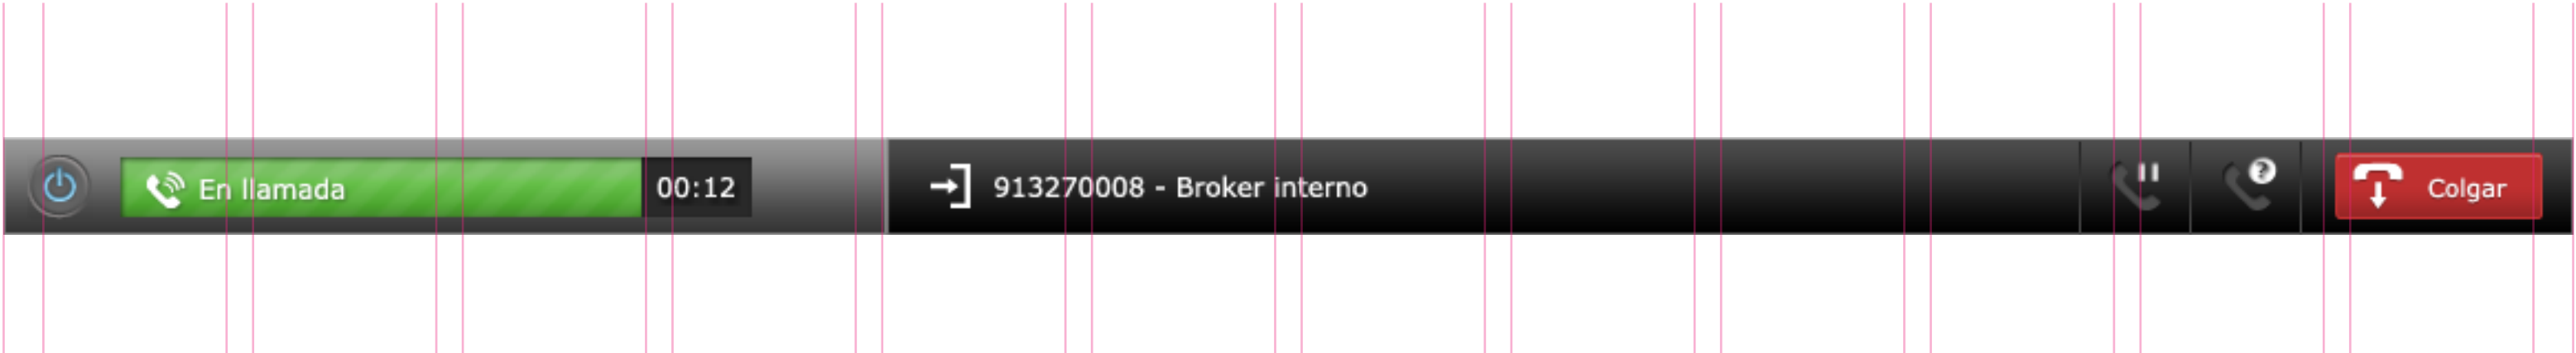 En llamada
00:12
913270008 - Broker interno
?
Colgar